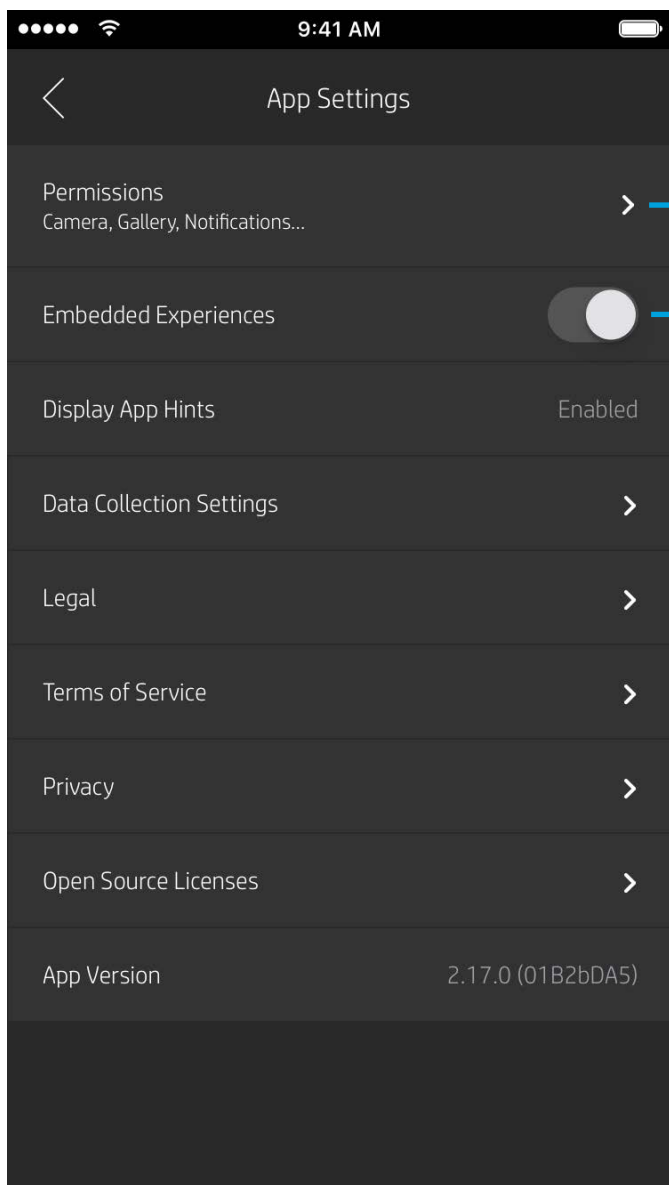 9:41 AM
App Settings
Permissions
Camera, Gallery, Notifications...
Embedded Experiences
Display App Hints Enabled
Data Collection Settings
Legal
Terms of Service
Privacy
Open Source Licenses
App Version 2.17.0 (01B2bDA5)